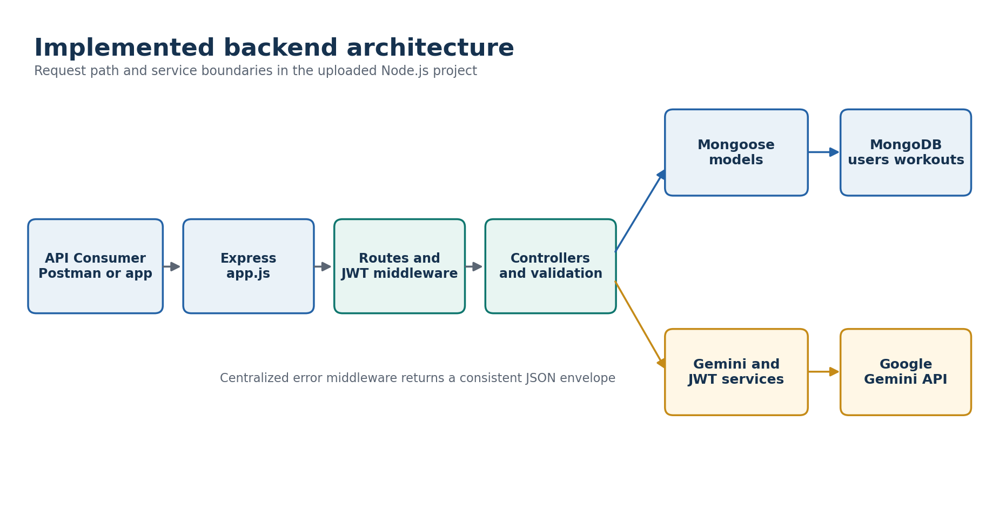 Implemented backend architecture
Request path and service boundaries in the uploaded Node.js project
Mongoose
models
MongoDB
users workouts
API Consumer
Postman or app
Express
app.js
Routes and
JWT middleware
Controllers
and validation
Gemini and
JWT services
Google
Gemini API
Centralized error middleware returns a consistent JSON envelope